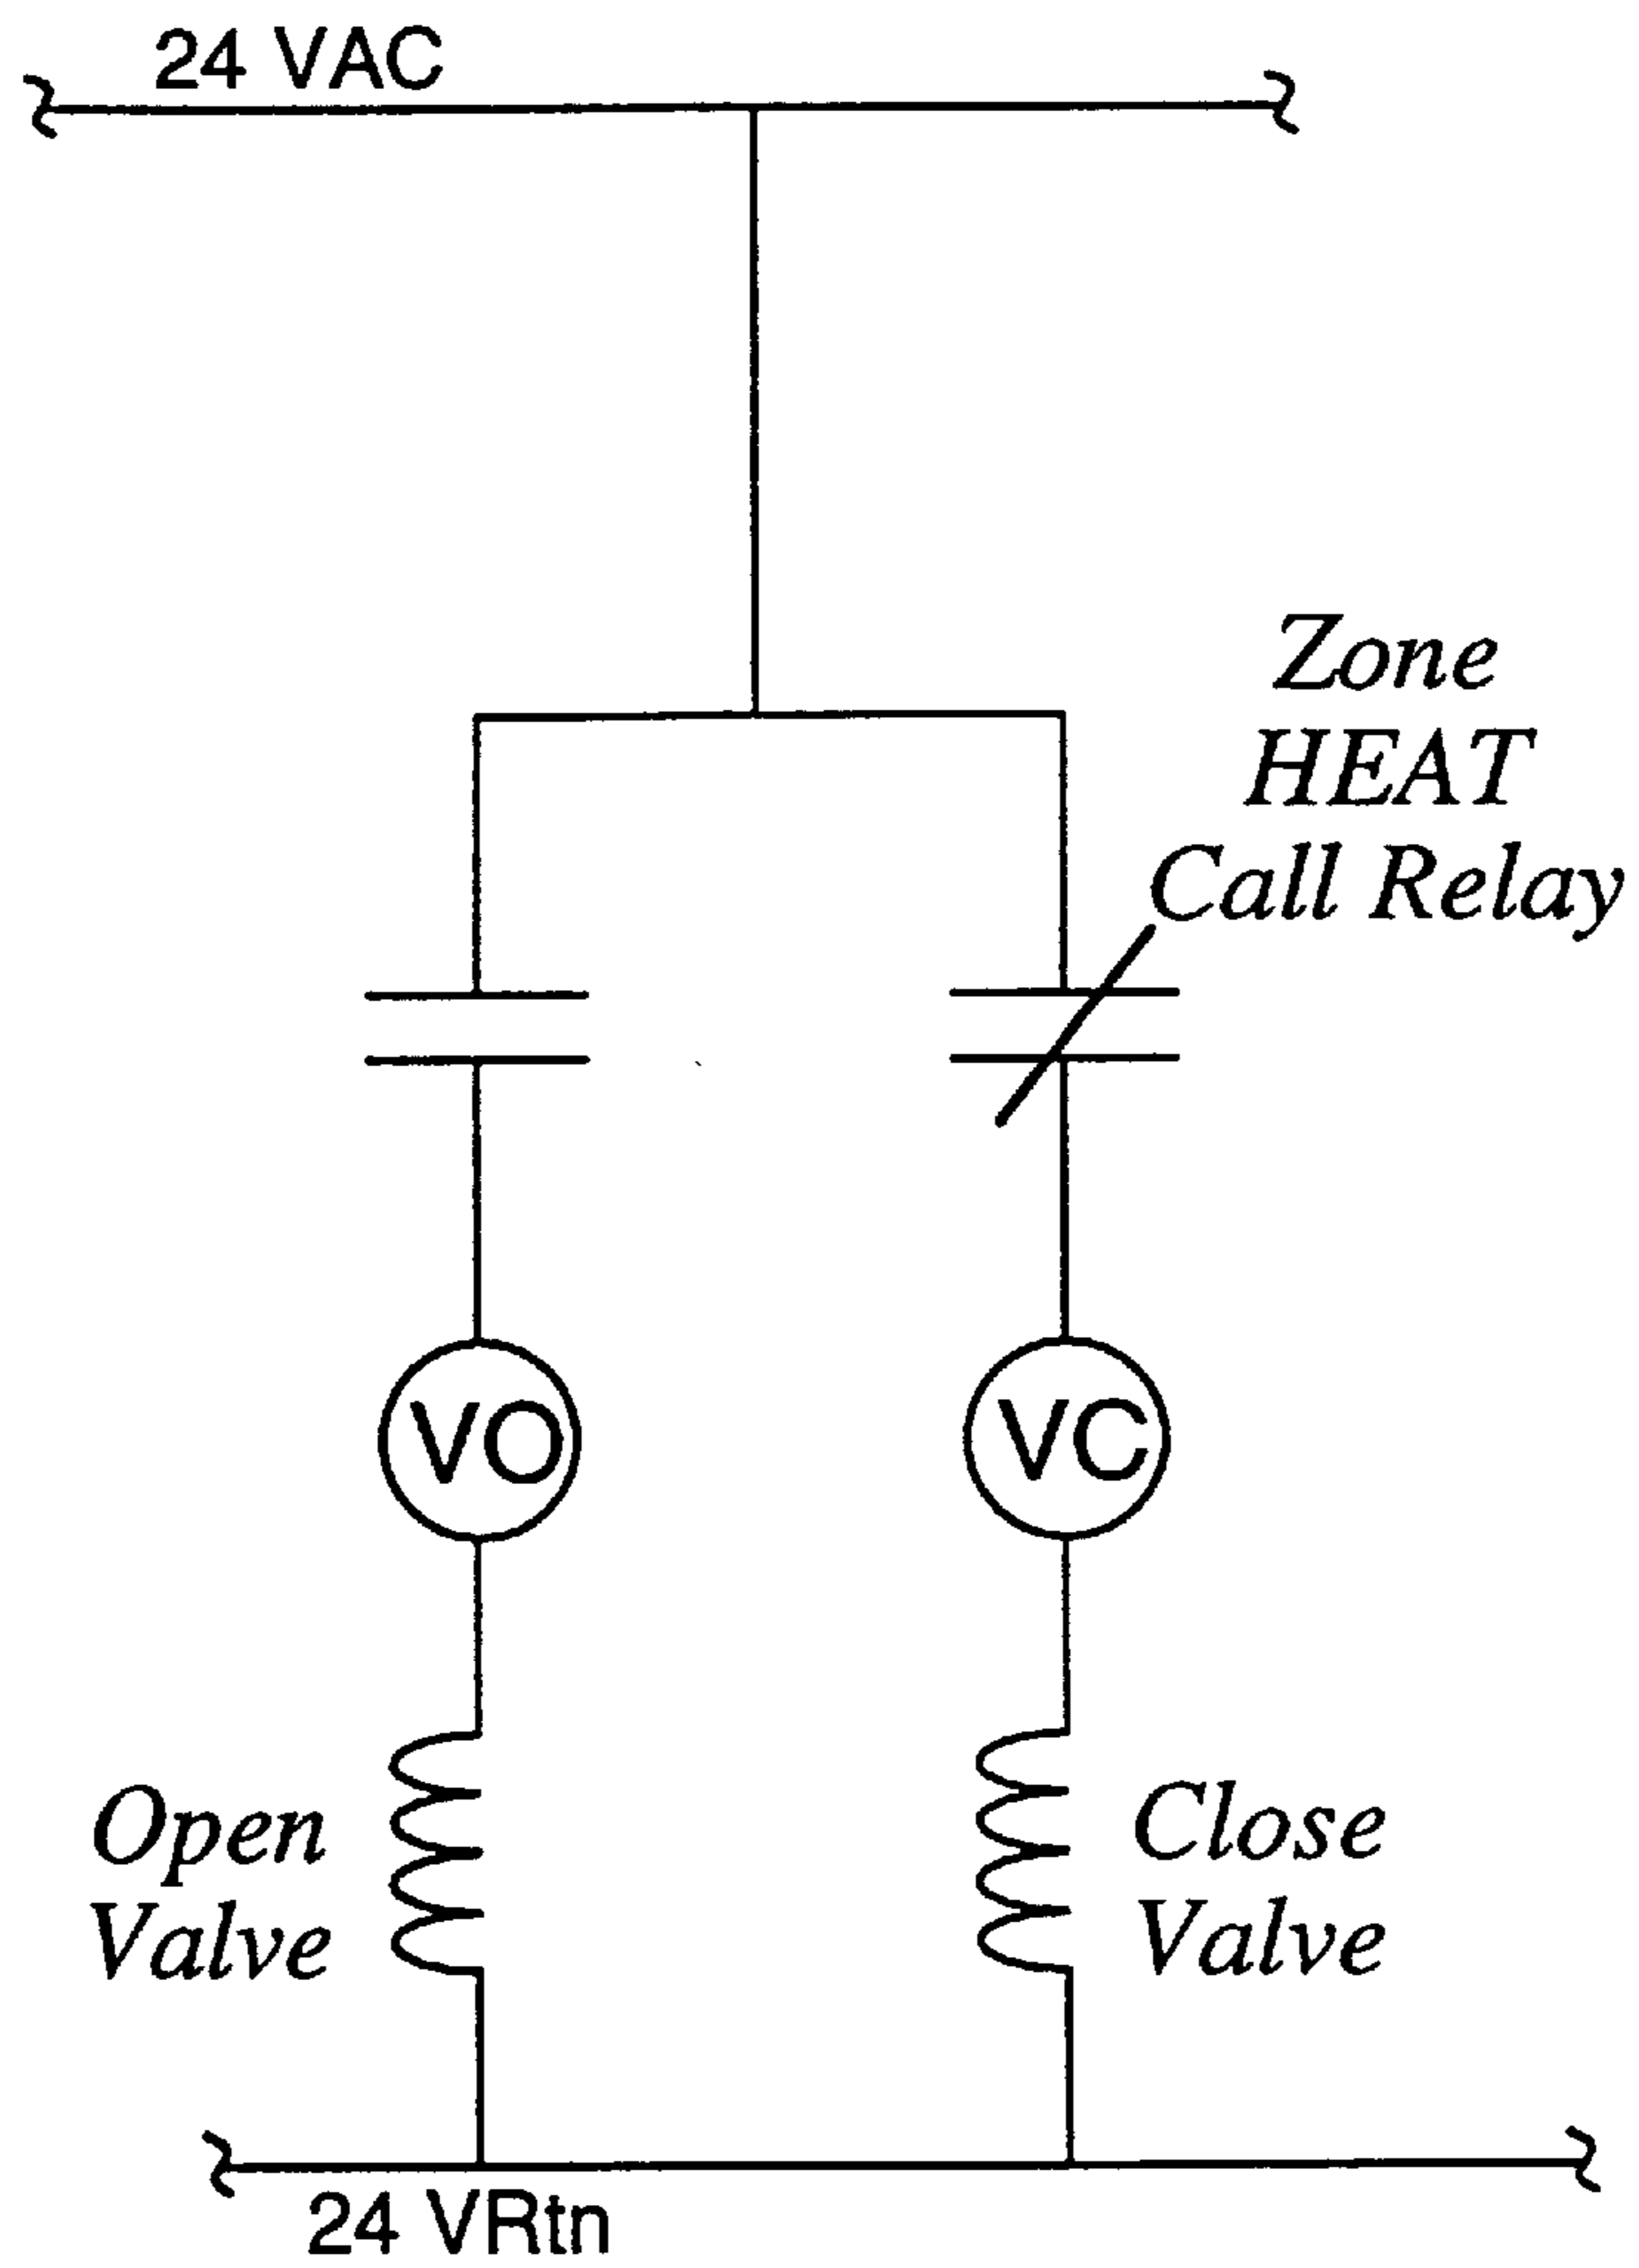 24 VAC
Zone
HEAT
Call Relay
VO
VC
Open
Valve
Close
Valve
24 VRtn